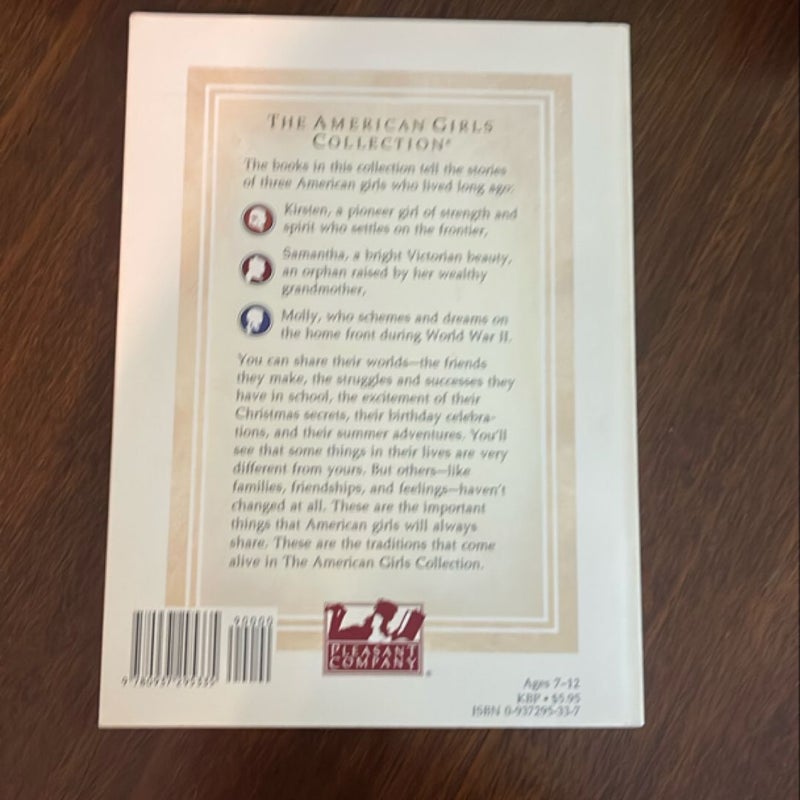 THE AMERICAN GIRLS
COLLECTION®
The books in this collection tell the stories
of three American girls who lived long ago:
Kirsten, a pioneer girl of strength and
spirit who settles on the frontier,
Samantha, a bright Victorian beauty,
an orphan raised by her wealthy
grandmother,
Molly, who schemes and dreams on
the home front during World War II.
You can share their worlds—the friends
they make, the struggles and successes they
have in school, the excitement of their
Christmas secrets, their birthday celebra-
tions, and their summer adventures. You'll
see that some things in their lives are very
different from yours. But others—like
families, friendships, and feelings—haven't
changed at all. These are the important
things that American girls will always
share. These are the traditions that come
alive in The American Girls Collection.
90000
9 780937 295335
PLEASANT
COMPANY®
Ages 7–12
KBP • $5.95
ISBN 0-937295-33-7